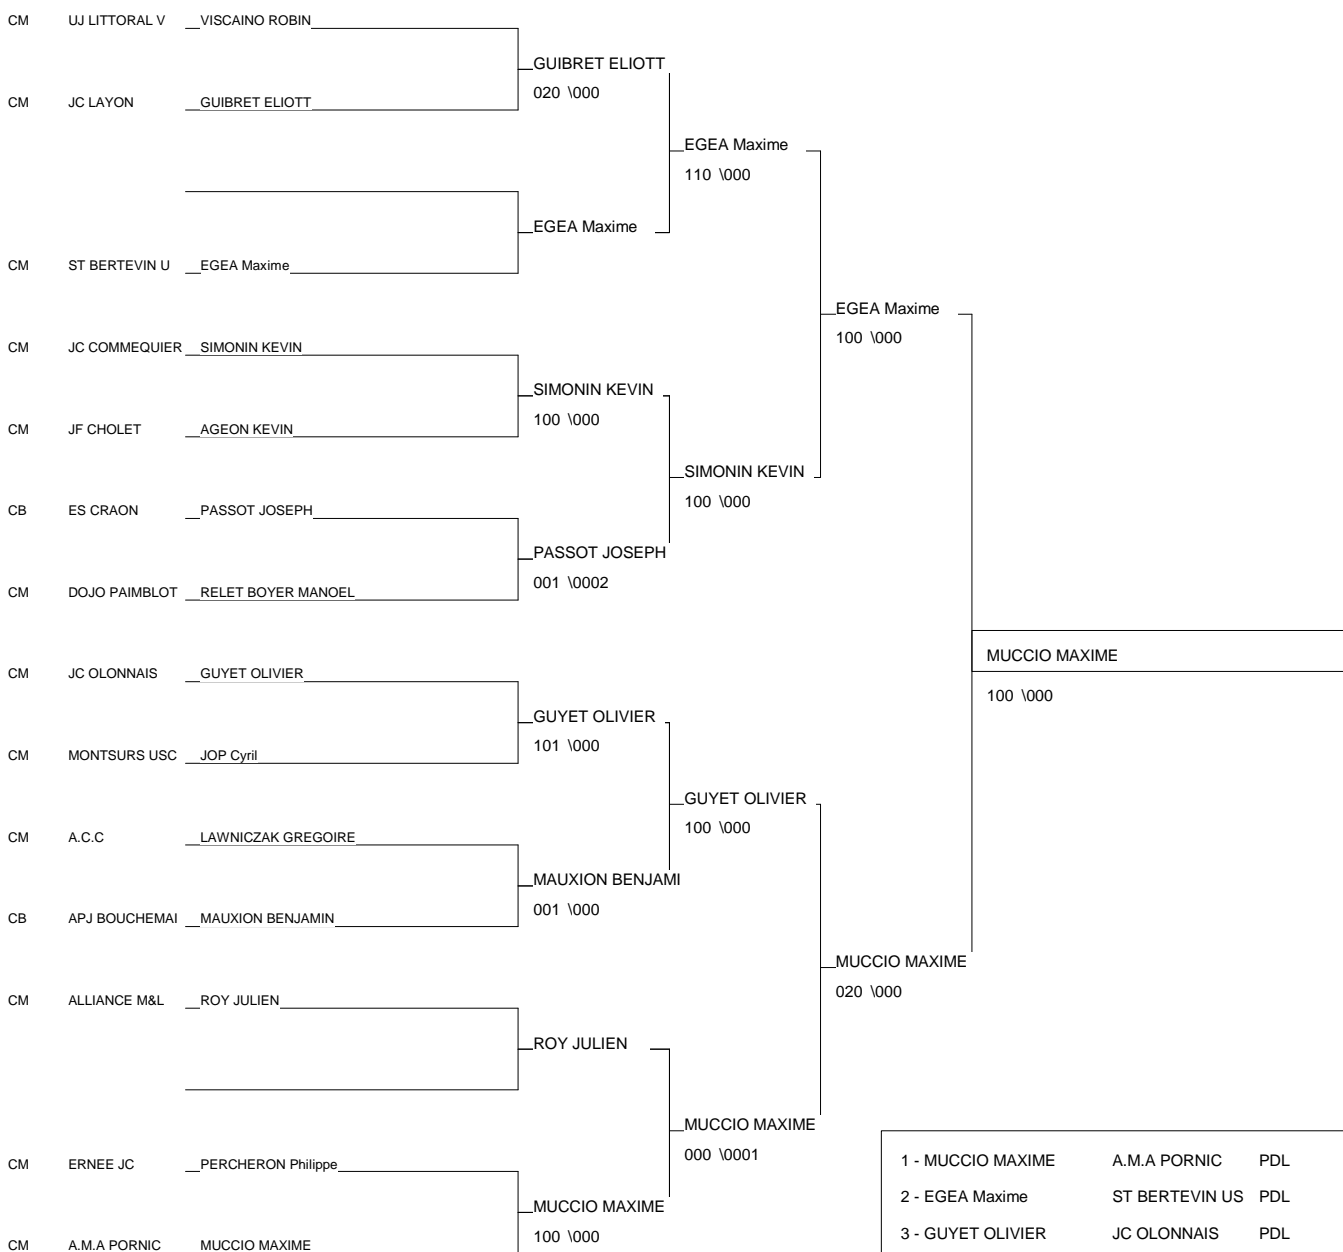 CM UJ LITTORAL V VISCAINO ROBIN
GUIBRET ELIOTT
020 \000
CM JC LAYON GUIBRET ELIOTT
EGEA Maxime
110 \000
EGEA Maxime
CM ST BERTEVIN U EGEA Maxime
EGEA Maxime
100 \000
CM JC COMMEQUIER SIMONIN KEVIN
SIMONIN KEVIN
100 \000
CM JF CHOLET AGEON KEVIN
SIMONIN KEVIN
100 \000
CB ES CRAON PASSOT JOSEPH
PASSOT JOSEPH
001 \0002
CM DOJO PAIMBLOT RELET BOYER MANOEL
MUCCIO MAXIME
100 \000
CM JC OLONNAIS GUYET OLIVIER
GUYET OLIVIER
101 \000
CM MONTSURS USC JOP Cyril
GUYET OLIVIER
100 \000
CM A.C.C LAWNICZAK GREGOIRE
MAUXION BENJAMI
001 \000
CB APJ BOUCHEMAI MAUXION BENJAMIN
MUCCIO MAXIME
020 \000
CM ALLIANCE M&L ROY JULIEN
ROY JULIEN
MUCCIO MAXIME
000 \0001
CM ERNEE JC PERCHERON Philippe
MUCCIO MAXIME
100 \000
CM A.M.A PORNIC MUCCIO MAXIME
1 - MUCCIO MAXIME A.M.A PORNIC PDL
2 - EGEA Maxime ST BERTEVIN US PDL
3 - GUYET OLIVIER JC OLONNAIS PDL